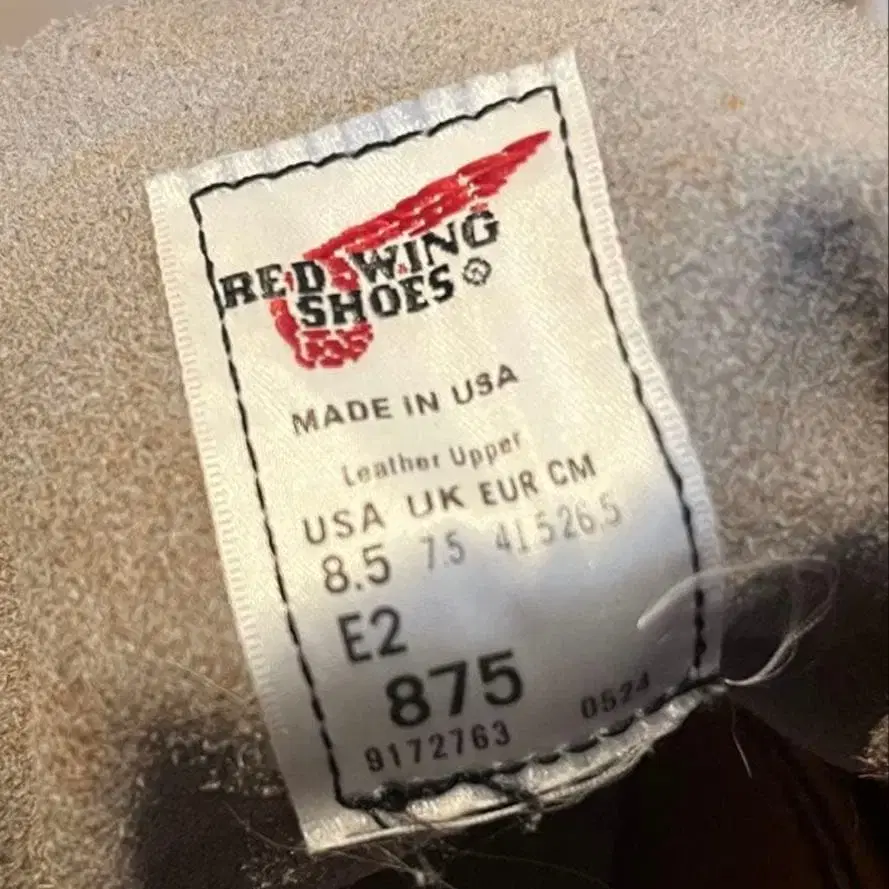 RED WING
SHOES
MADE IN USA
Leather Upper
USA UK EUR CM
8.5 7.5 41.5 26.5
E2
875
9172763 0524